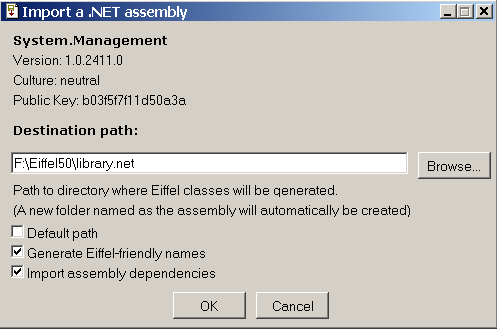 Import a .NET assembly
System.Management
Version: 1.0.2411.0
Culture: neutral
Public Key: b03f5f7f11d50a3a
Destination path:
F:\Eiffel50\library.net
Browse...
Path to directory where Eiffel classes will be generated.
(A new folder named as the assembly will automatically be created)
Default path
Generate Eiffel-friendly names
Import assembly dependencies
OK
Cancel